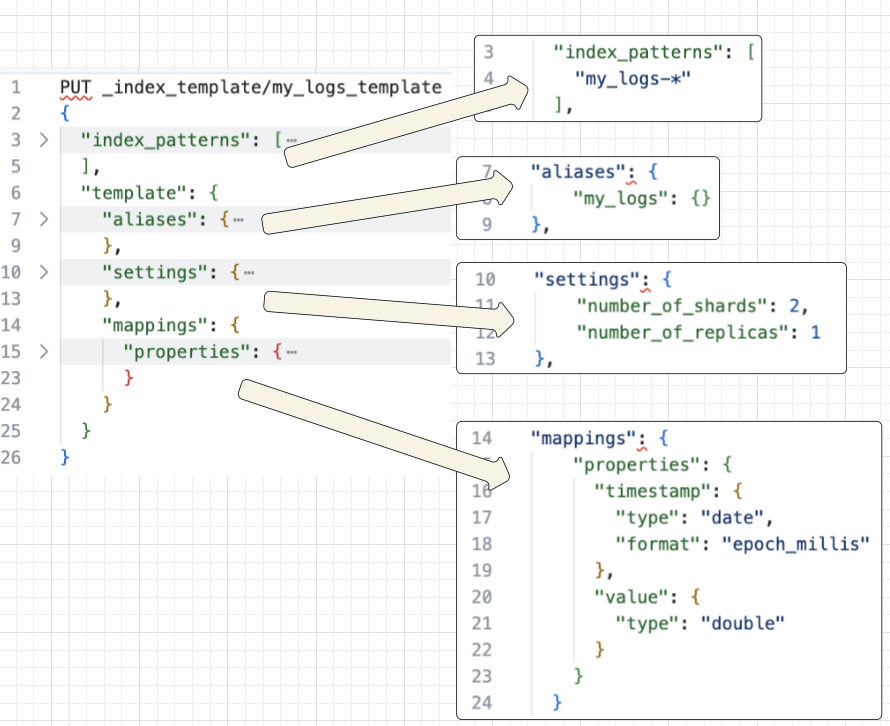 1 PUT _index_template/my_logs_template
2 {
3 > "index_patterns": [⋯
5 ],
6 "template": {
7 > "aliases": {⋯
9 },
10 > "settings": {⋯
13 },
14 "mappings": {
15 > "properties": {⋯
23 }
24 }
25 }
26 }
3 "index_patterns": [
4 "my_logs-*"
],
7 "aliases": {
"my_logs": {}
9 },
10 "settings": {
11 "number_of_shards": 2,
12 "number_of_replicas": 1
13 },
14 "mappings": {
"properties": {
16 "timestamp": {
17 "type": "date",
18 "format": "epoch_millis"
19 },
20 "value": {
21 "type": "double"
22 }
23 }
24 }